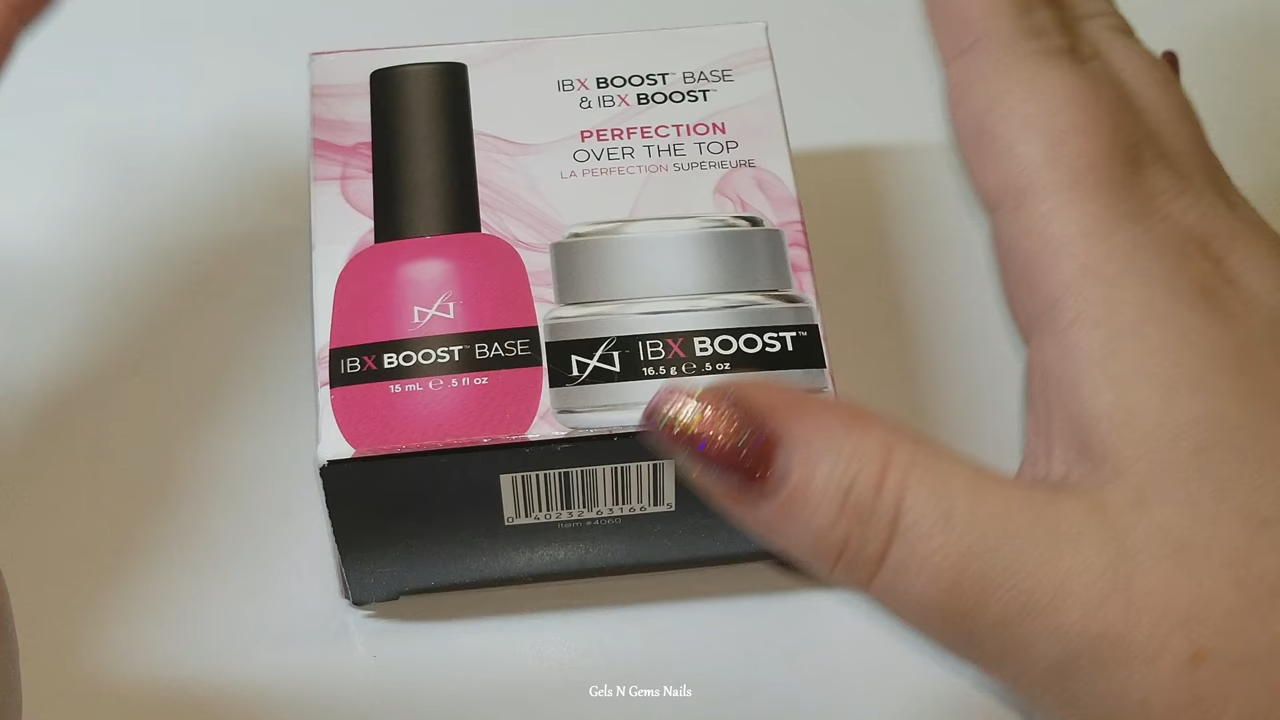 IBX BOOST™ BASE
& IBX BOOST™
PERFECTION
OVER THE TOP
LA PERFECTION SUPÉRIEURE
IBX BOOST™ BASE
15 mL ℮ .5 fl oz
IBX BOOST™
16.5 g ℮ .5 oz
0 40232 63166 5
Item #4060
Gels N Gems Nails